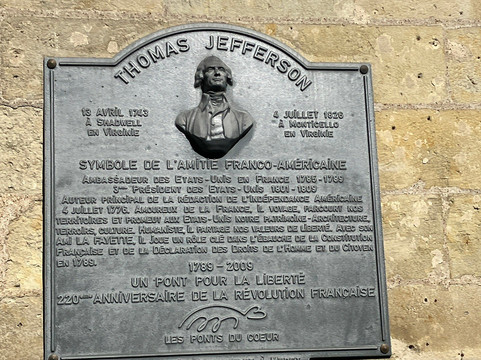 THOMAS JEFFERSON
13 AVRIL 1743
À SHADWELL
EN VIRGINIE
4 JUILLET 1826
À MONTICELLO
EN VIRGINIE
SYMBOLE DE L'AMITIÉ FRANCO-AMÉRICAINE
AMBASSADEUR DES ETATS-UNIS EN FRANCE 1785-1789
3ème PRÉSIDENT DES ETATS-UNIS 1801-1809
AUTEUR PRINCIPAL DE LA RÉDACTION DE L'INDÉPENDANCE AMÉRICAINE
4 JUILLET 1776. AMOUREUX DE LA FRANCE, IL VOYAGE, PARCOURT NOS
TERRITOIRES ET PROMEUT AUX ETATS-UNIS NOTRE PATRIMOINE-ARCHITECTURE,
TERROIRS, CULTURE. HUMANISTE, IL PARTAGE NOS VALEURS DE LIBERTÉ. AVEC SON
AMI LA FAYETTE, IL JOUE UN RÔLE CLÉ DANS L'ÉBAUCHE DE LA CONSTITUTION
FRANÇAISE ET DE LA DÉCLARATION DES DROITS DE L'HOMME ET DU CITOYEN
EN 1789.
1789 - 2009
UN PONT POUR LA LIBERTÉ
220ème ANNIVERSAIRE DE LA RÉVOLUTION FRANÇAISE
LES PONTS DU COEUR